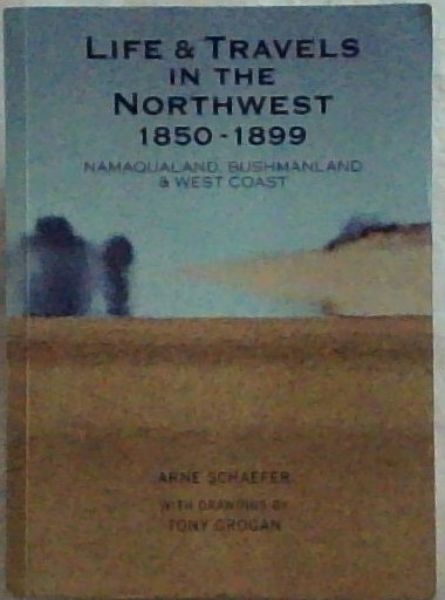 LIFE & TRAVELS
IN THE
NORTHWEST
1850-1899
NAMAQUALAND, BUSHMANLAND
& WEST COAST
ARNE SCHAEFER
WITH DRAWINGS BY
TONY GROGAN